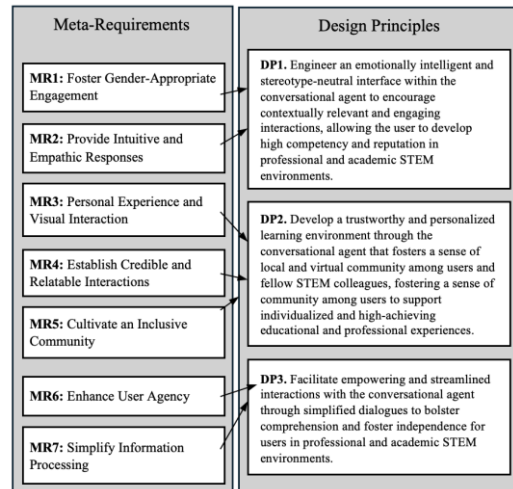 Meta-Requirements
MR1: Foster Gender-Appropriate
Engagement
MR2: Provide Intuitive and
Empathic Responses
MR3: Personal Experience and
Visual Interaction
MR4: Establish Credible and
Relatable Interactions
MR5: Cultivate an Inclusive
Community
MR6: Enhance User Agency
MR7: Simplify Information
Processing
Design Principles
DP1. Engineer an emotionally intelligent and
stereotype-neutral interface within the
conversational agent to encourage
contextually relevant and engaging
interactions, allowing the user to develop
high competency and reputation in
professional and academic STEM
environments.
DP2. Develop a trustworthy and personalized
learning environment through the
conversational agent that fosters a sense of
local and virtual community among users and
fellow STEM colleagues, fostering a sense of
community among users to support
individualized and high-achieving
educational and professional experiences.
DP3. Facilitate empowering and streamlined
interactions with the conversational agent
through simplified dialogues to bolster
comprehension and foster independence for
users in professional and academic STEM
environments.